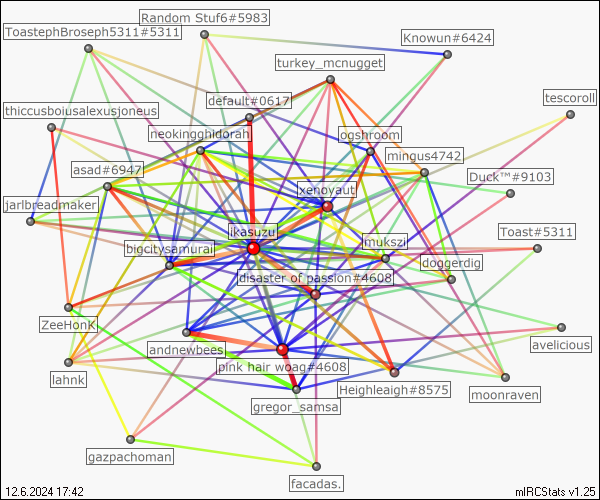 Random Stuf6#5983
ToastephBroseph5311#5311
Knowun#6424
turkey_mcnugget
tescoroll
default#0617
thiccusboiusalexusjoneus
neokingghidorah
ogshroom
mingus4742
asad#6947
Duck™#9103
xenoyaut
jarlbreadmaker
ikasuzu
Toast#5311
bigcitysamurai
mukszi
doggerdig
disaster of passion#4608
ZeeHonK
avelicious
andnewbees
pink hair woag#4608
lahnk
Heighleaigh#8575
moonraven
gregor_samsa
gazpachoman
facadas.
12.6.2024 17:42
mIRCStats v1.25